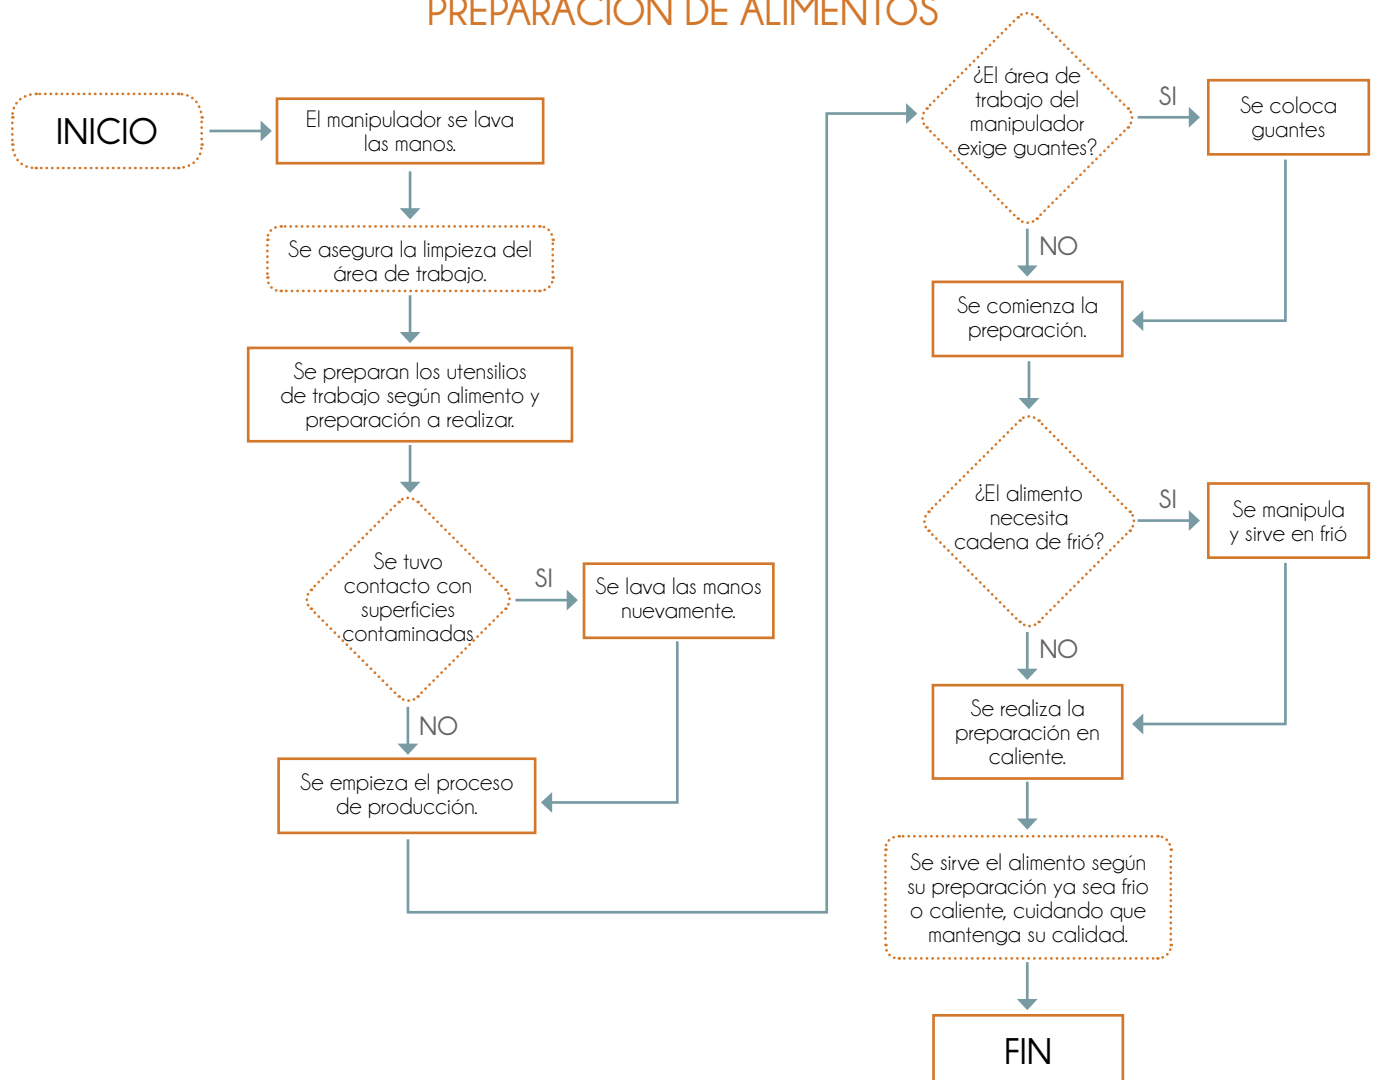 PREPARACIÓN DE ALIMENTOS
INICIO
El manipulador se lava
las manos.
Se asegura la limpieza del
área de trabajo.
Se preparan los utensilios
de trabajo según alimento y
preparación a realizar.
Se tuvo
contacto con
superficies
contaminadas
SI
Se lava las manos
nuevamente.
NO
Se empieza el proceso
de producción.
¿El área de
trabajo del
manipulador
exige guantes?
SI
Se coloca
guantes
NO
Se comienza la
preparación.
¿El alimento
necesita
cadena de frió?
SI
Se manipula
y sirve en frió
NO
Se realiza la
preparación en
caliente.
Se sirve el alimento según
su preparación ya sea frio
o caliente, cuidando que
mantenga su calidad.
FIN